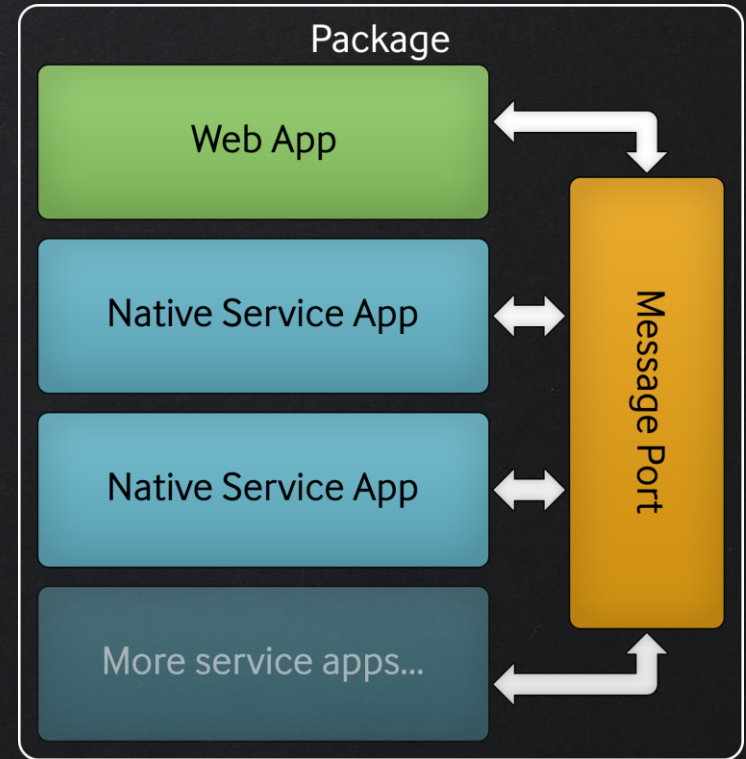 Package
Web App
Native Service App
Native Service App
More service apps...
Message Port